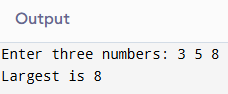 Output
Enter three numbers: 3 5 8
Largest is 8